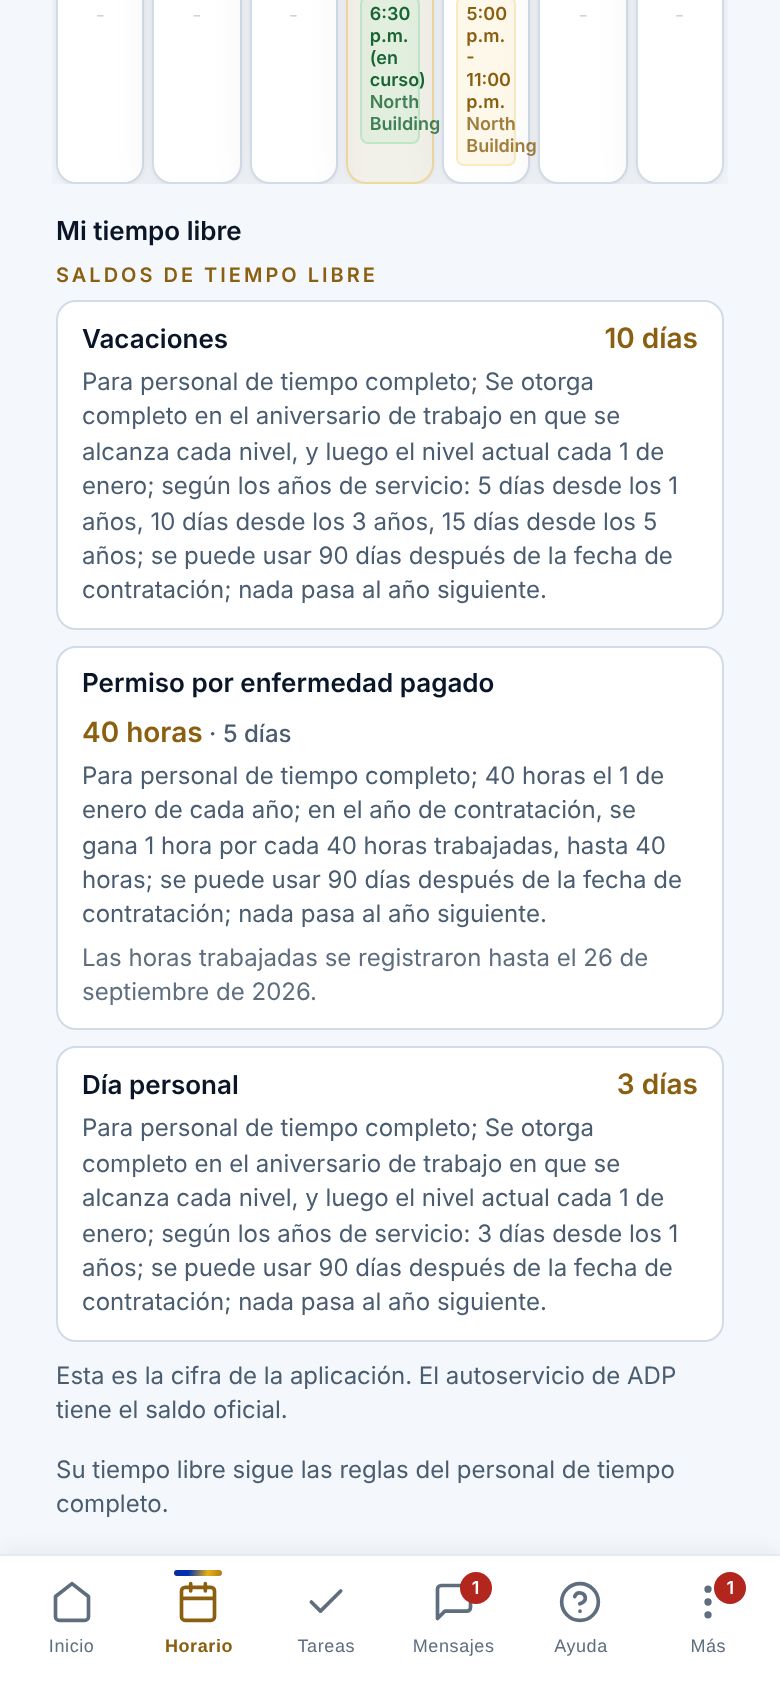 -
-
-
6:30
p.m.
(en
curso)
North
Building
5:00
p.m.
-
11:00
p.m.
North
Building
-
-
Mi tiempo libre
SALDOS DE TIEMPO LIBRE
Vacaciones
10 días
Para personal de tiempo completo; Se otorga
completo en el aniversario de trabajo en que se
alcanza cada nivel, y luego el nivel actual cada 1 de
enero; según los años de servicio: 5 días desde los 1
años, 10 días desde los 3 años, 15 días desde los 5
años; se puede usar 90 días después de la fecha de
contratación; nada pasa al año siguiente.
Permiso por enfermedad pagado
40 horas · 5 días
Para personal de tiempo completo; 40 horas el 1 de
enero de cada año; en el año de contratación, se
gana 1 hora por cada 40 horas trabajadas, hasta 40
horas; se puede usar 90 días después de la fecha de
contratación; nada pasa al año siguiente.
Las horas trabajadas se registraron hasta el 26 de
septiembre de 2026.
Día personal
3 días
Para personal de tiempo completo; Se otorga
completo en el aniversario de trabajo en que se
alcanza cada nivel, y luego el nivel actual cada 1 de
enero; según los años de servicio: 3 días desde los 1
años; se puede usar 90 días después de la fecha de
contratación; nada pasa al año siguiente.
Esta es la cifra de la aplicación. El autoservicio de ADP
tiene el saldo oficial.
Su tiempo libre sigue las reglas del personal de tiempo
completo.
Inicio
Horario
Tareas
1
Mensajes
Ayuda
1
Más